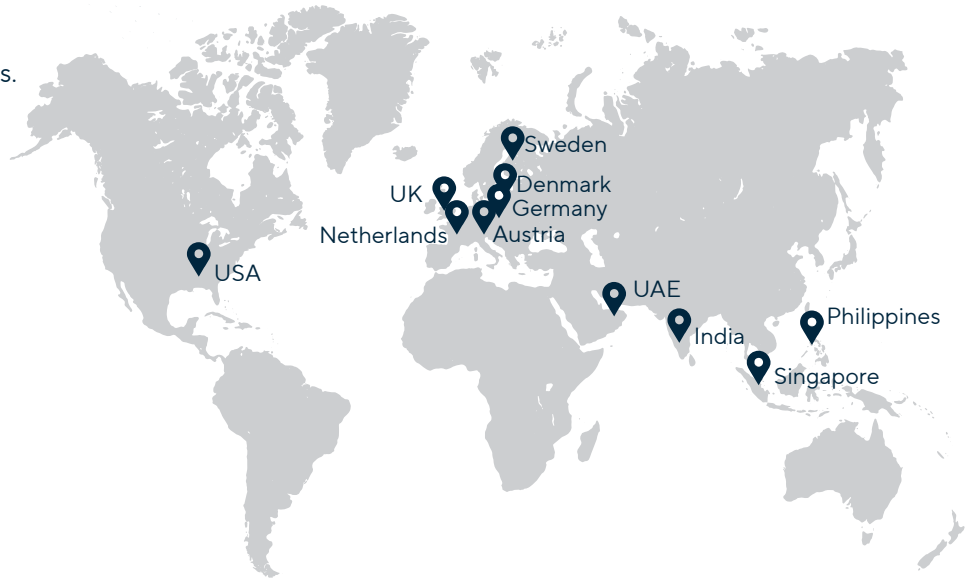 s.
Sweden
UK
Denmark
Germany
Netherlands
Austria
USA
UAE
Philippines
India
Singapore